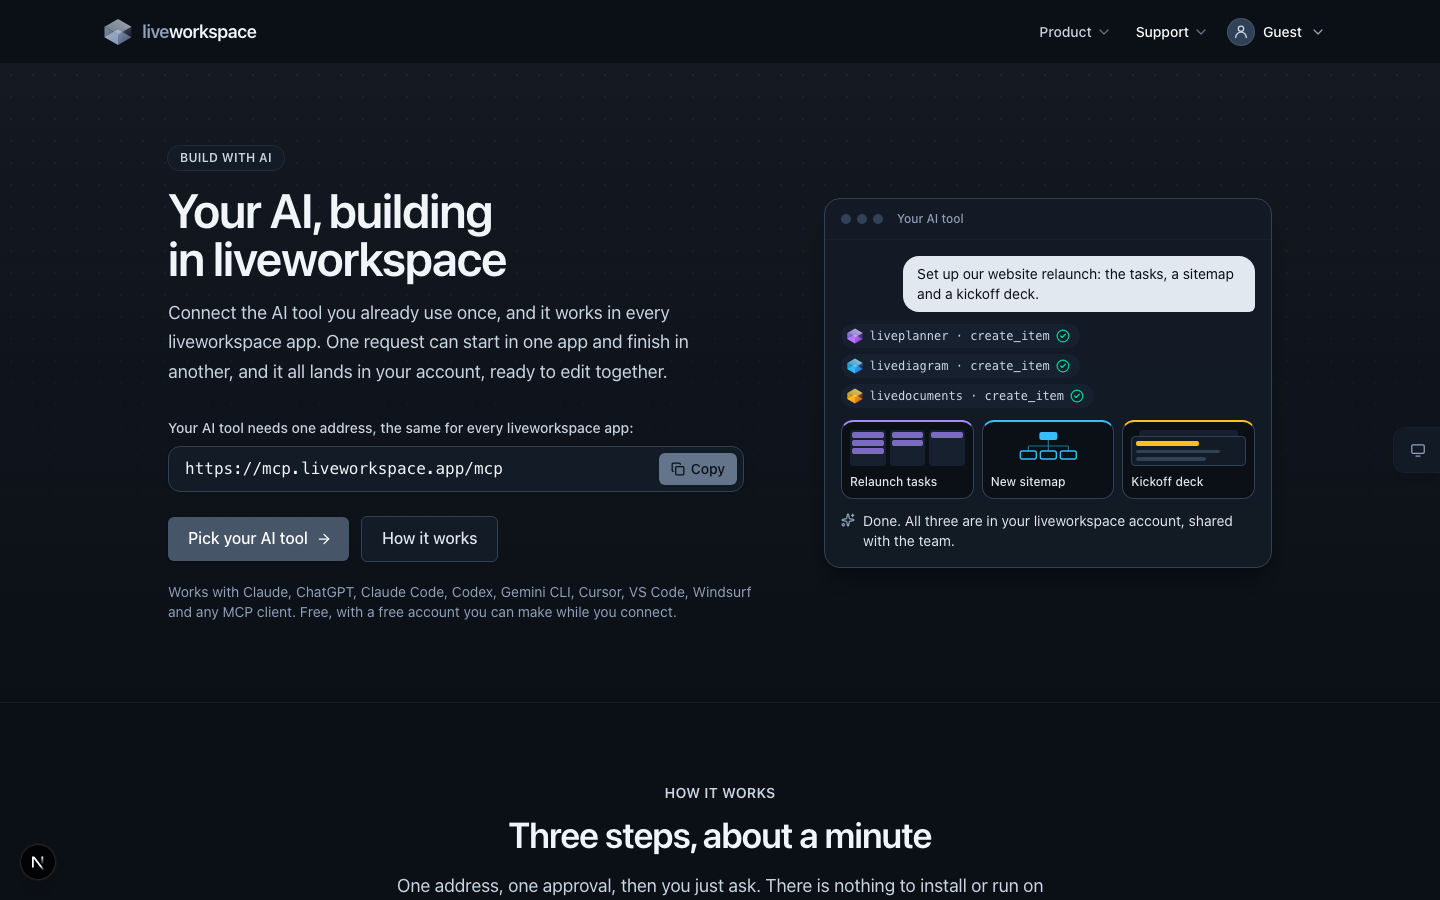 liveworkspace
Product
Support
Guest
BUILD WITH AI
Your AI, building
in liveworkspace
Connect the AI tool you already use once, and it works in every
liveworkspace app. One request can start in one app and finish in
another, and it all lands in your account, ready to edit together.
Your AI tool needs one address, the same for every liveworkspace app:
https://mcp.liveworkspace.app/mcp
Copy
Pick your AI tool →
How it works
Works with Claude, ChatGPT, Claude Code, Codex, Gemini CLI, Cursor, VS Code, Windsurf
and any MCP client. Free, with a free account you can make while you connect.
Your AI tool
Set up our website relaunch: the tasks, a sitemap
and a kickoff deck.
liveplanner · create_item
livediagram · create_item
livedocuments · create_item
Relaunch tasks
New sitemap
Kickoff deck
Done. All three are in your liveworkspace account, shared
with the team.
HOW IT WORKS
Three steps, about a minute
One address, one approval, then you just ask. There is nothing to install or run on
N